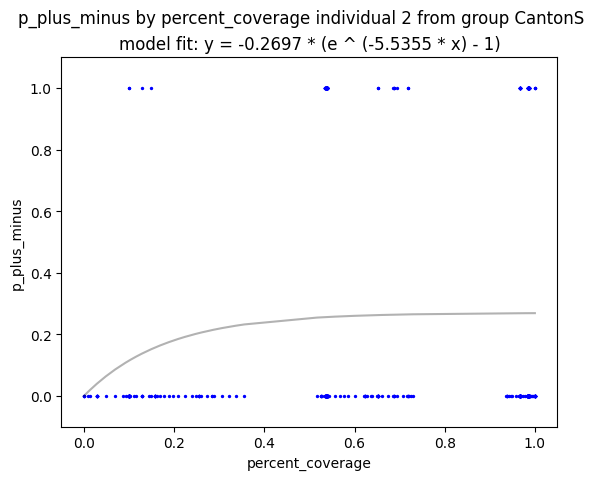 p_plus_minus by percent_coverage individual 2 from group CantonS
model fit: y = -0.2697 * (e ^ (-5.5355 * x) - 1)
1.0
0.8
0.6
0.4
0.2
0.0
p_plus_minus
0.0 0.2 0.4 0.6 0.8 1.0
percent_coverage